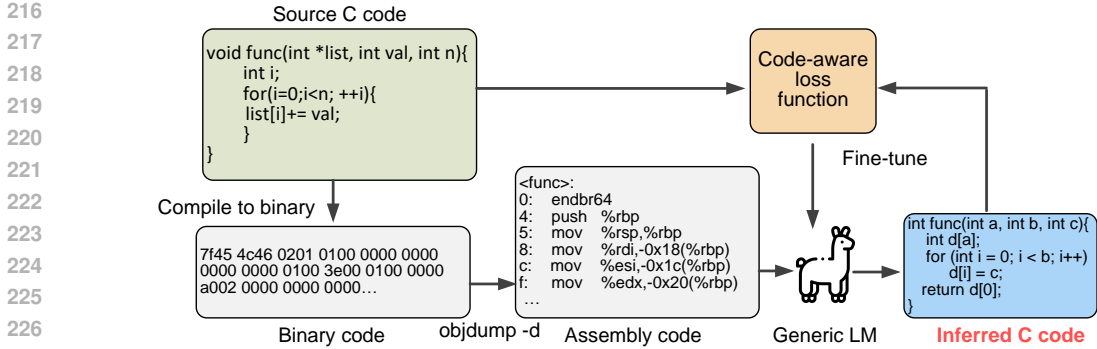 216
217
218
219
220
221
222
223
224
225
226
Source C code
void func(int *list, int val, int n){
int i;
for(i=0;i<n; ++i){
list[i]+= val;
}
}
Code-aware
loss
function
Fine-tune
Compile to binary
7f45 4c46 0201 0100 0000 0000
0000 0000 0100 3e00 0100 0000
a002 0000 0000 0000…
Binary code
objdump -d
<func>:
0: endbr64
4: push %rbp
5: mov %rsp,%rbp
8: mov %rdi,-0x18(%rbp)
c: mov %esi,-0x1c(%rbp)
f: mov %edx,-0x20(%rbp)
…
Assembly code
Generic LM
int func(int a, int b, int c){
int d[a];
for (int i = 0; i < b; i++)
d[i] = c;
return d[0];
}
Inferred C code